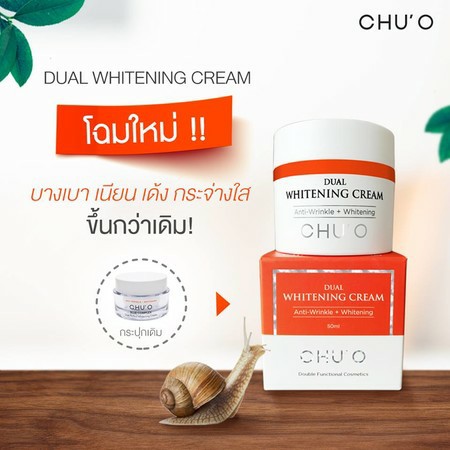 CHU'O
DUAL WHITENING CREAM
โฉมใหม่ !!
บางเบา เนียน เด้ง กระจ่างใส
ขึ้นกว่าเดิม!
CHU'O
กระปุกเดิม
DUAL
WHITENING CREAM
Anti-Wrinkle + Whitening
CHU'O
DUAL
WHITENING CREAM
Anti-Wrinkle + Whitening
50ml
CHU'O
Double Functional Cosmetics